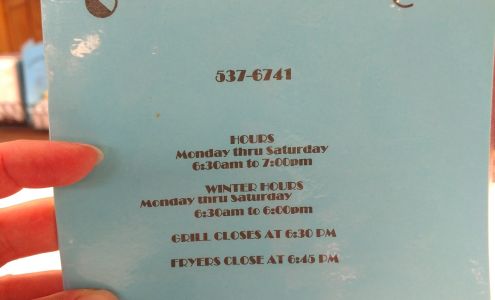 537-6741
HOURS
Monday thru Saturday
6:30am to 7:00pm
WINTER HOURS
Monday thru Saturday
6:30am to 6:00pm
GRILL CLOSES AT 6:30 PM
FRYERS CLOSE AT 6:45 PM